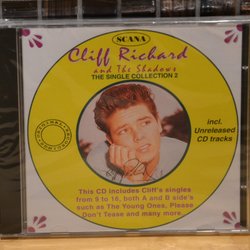 SCANA
Cliff Richard
and The Shadows
THE SINGLE COLLECTION 2
incl.
Unreleased
CD tracks
This CD includes Cliff's singles
from 9 to 16, both A and B side's
such as The Young Ones, Please
Don't Tease and many more.